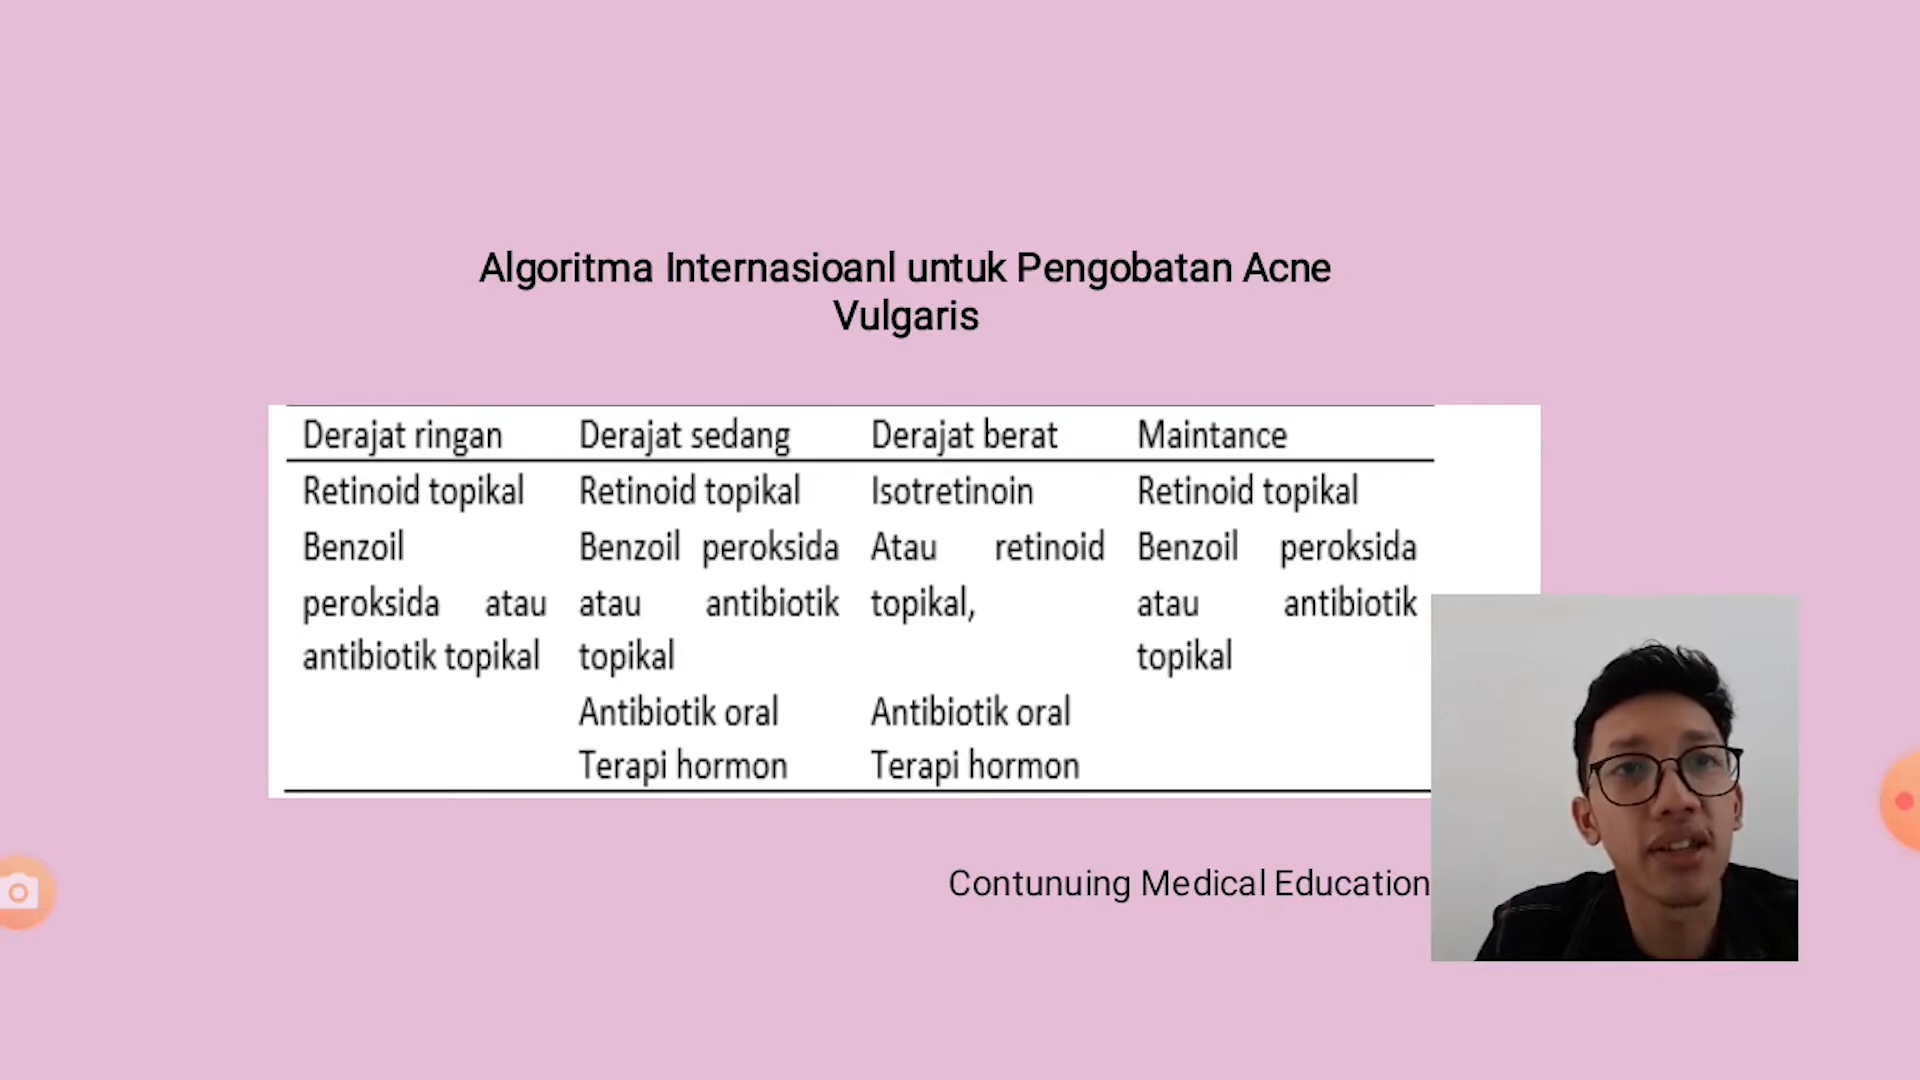 Algoritma Internasioanl untuk Pengobatan Acne
Vulgaris
Derajat ringan
Retinoid topikal
Benzoil
peroksida atau
antibiotik topikal
Derajat sedang
Retinoid topikal
Benzoil peroksida
atau antibiotik
topikal
Antibiotik oral
Terapi hormon
Derajat berat
Isotretinoin
Atau retinoid
topikal,
Antibiotik oral
Terapi hormon
Maintance
Retinoid topikal
Benzoil peroksida
atau antibiotik
topikal
Contunuing Medical Education